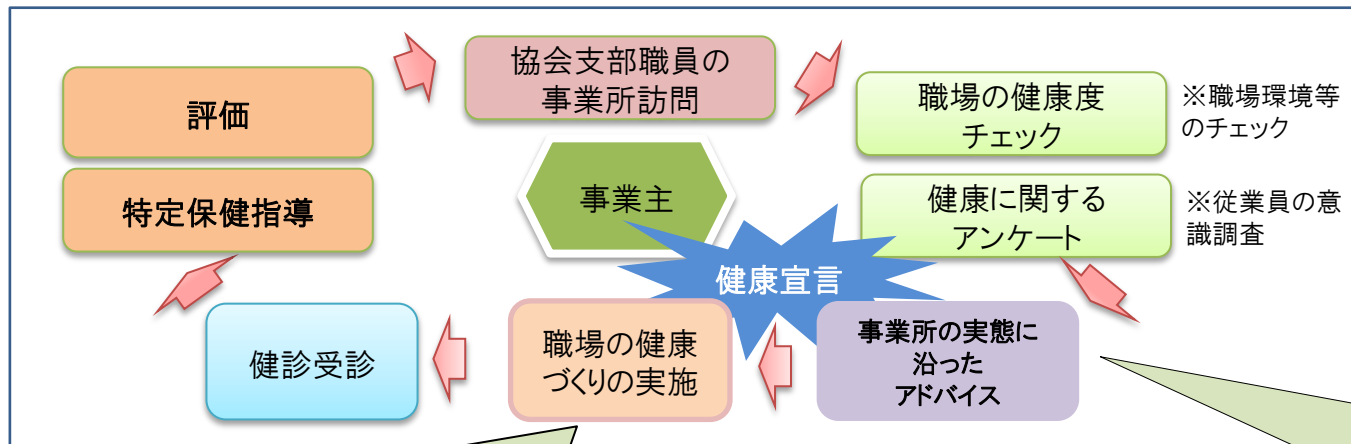 協会支部職員の
事業所訪問
職場の健康度
チェック
※職場環境等
のチェック
健康に関する
アンケート
※従業員の意
識調査
事業主
健康宣言
事業所の実態に
沿った
アドバイス
職場の健康
づくりの実施
健診受診
特定保健指導
評価